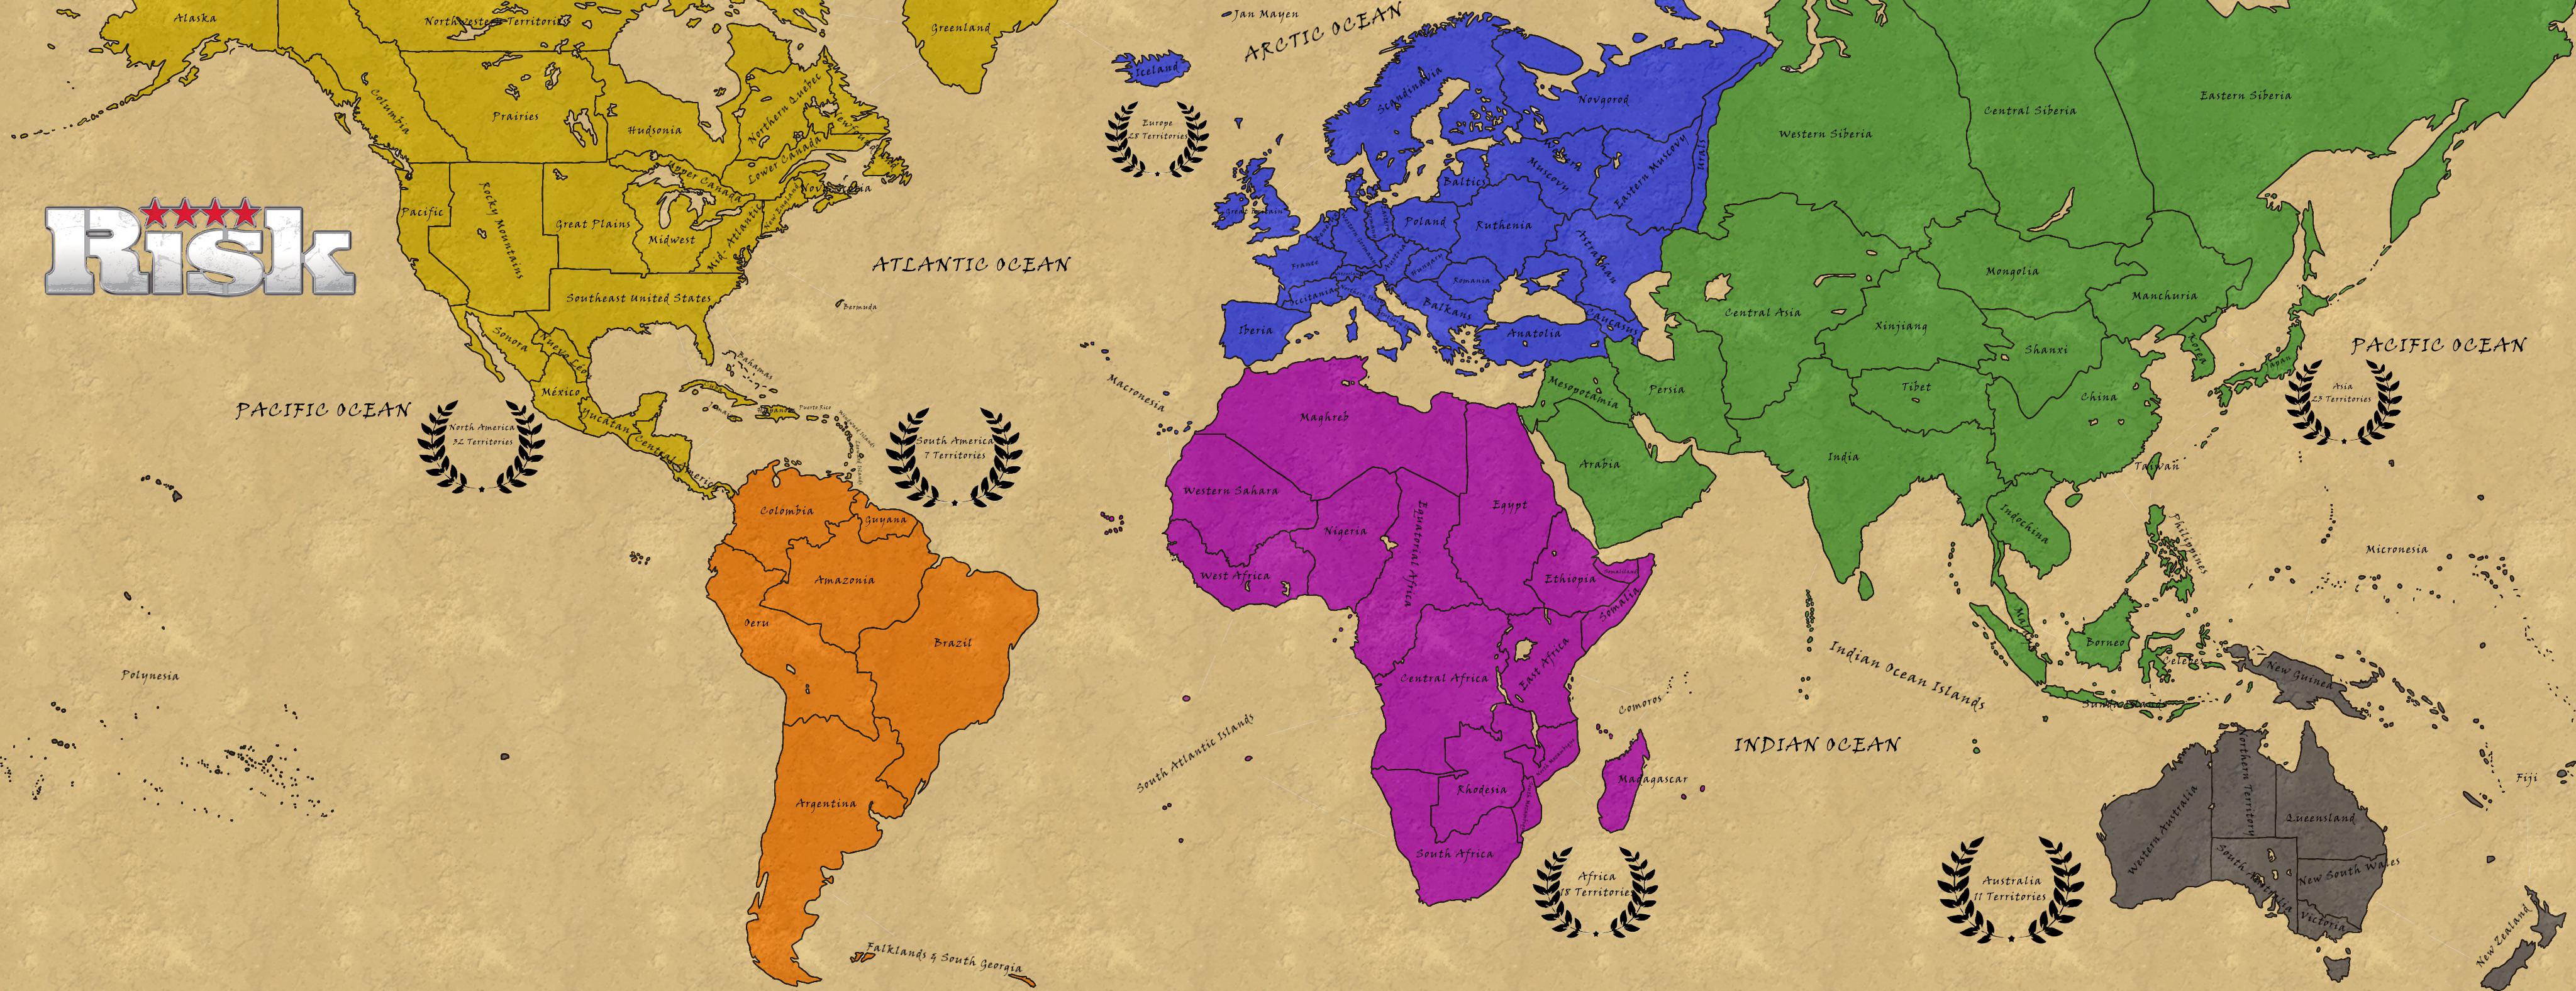 Alaska
Northwestern Territories
Greenland
Jan Mayen
ARCTIC OCEAN
Iceland
Scandinavia
Novgorod
Central Siberia
Eastern Siberia
Western Siberia
Columbia
Prairies
Hudsonia
Northern Quebec
Lower Canada
Upper Canada
Europe
28 Territories
Baltics
Muscovy
Eastern Muscovy
Urals
Risk
Pacific
Rocky Mountains
Great Plains
Midwest
Mid-Atlantic
New England
Great Britain
Poland
Ruthenia
Astrakhan
ATLANTIC OCEAN
France
Austria
Hungary
Romania
Occitania
Balkans
Iberia
Anatolia
Caucasus
Mongolia
Manchuria
Central Asia
Xinjiang
Shanxi
Korea
Japan
PACIFIC OCEAN
Southeast United States
Bermuda
Sonora
Nuevo León
México
Yucatan
Central America
Bahamas
Cuba
Puerto Rico
Macronesia
Mesopotamia
Persia
Tibet
China
Asia
23 Territories
PACIFIC OCEAN
North America
32 Territories
South America
7 Territories
Maghreb
Arabia
India
Taiwan
Western Sahara
Nigeria
Equatorial Africa
Egypt
Indochina
Philippines
Micronesia
Colombia
Guyana
Amazonia
West Africa
Ethiopia
Somalia
Oeru
Brazil
Polynesia
Central Africa
East Africa
Comoros
Indian Ocean Islands
Borneo
Celebes
New Guinea
South Atlantic Islands
INDIAN OCEAN
Rhodesia
Madagascar
Fiji
Argentina
South Africa
Africa
18 Territories
Australia
11 Territories
Western Australia
Northern Territory
Queensland
South Australia
New South Wales
Victoria
New Zealand
Falklands & South Georgia